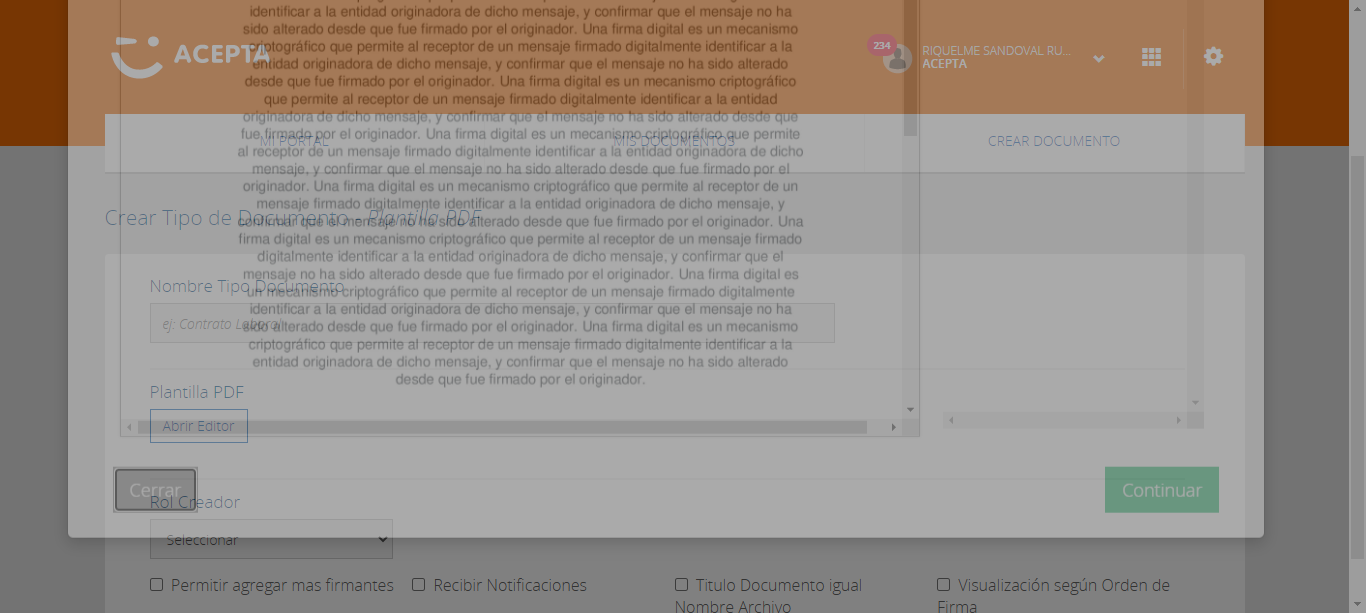 identificar a la entidad originadora de dicho mensaje, y confirmar que el mensaje no ha
sido alterado desde que fue firmado por el originador. Una firma digital es un mecanismo
criptográfico que permite al receptor de un mensaje firmado digitalmente identificar a la
entidad originadora de dicho mensaje, y confirmar que el mensaje no ha sido alterado
desde que fue firmado por el originador. Una firma digital es un mecanismo criptográfico
que permite al receptor de un mensaje firmado digitalmente identificar a la entidad
originadora de dicho mensaje, y confirmar que el mensaje no ha sido alterado desde que
fue firmado por el originador. Una firma digital es un mecanismo criptográfico que permite
al receptor de un mensaje firmado digitalmente identificar a la entidad originadora de dicho
mensaje, y confirmar que el mensaje no ha sido alterado desde que fue firmado por el
originador. Una firma digital es un mecanismo criptográfico que permite al receptor de un
mensaje firmado digitalmente identificar a la entidad originadora de dicho mensaje, y
confirmar que el mensaje no ha sido alterado desde que fue firmado por el originador. Una
firma digital es un mecanismo criptográfico que permite al receptor de un mensaje firmado
digitalmente identificar a la entidad originadora de dicho mensaje, y confirmar que el
mensaje no ha sido alterado desde que fue firmado por el originador. Una firma digital es
un mecanismo criptográfico que permite al receptor de un mensaje firmado digitalmente
identificar a la entidad originadora de dicho mensaje, y confirmar que el mensaje no ha
sido alterado desde que fue firmado por el originador. Una firma digital es un mecanismo
criptográfico que permite al receptor de un mensaje firmado digitalmente identificar a la
entidad originadora de dicho mensaje, y confirmar que el mensaje no ha sido alterado
desde que fue firmado por el originador.
Cerrar
Continuar
ACEPTA
234
RIQUELME SANDOVAL RU...
ACEPTA
MI PORTAL
MIS DOCUMENTOS
CREAR DOCUMENTO
Crear Tipo de Documento - Plantilla PDF
Nombre Tipo Documento
ej: Contrato Laboral
Plantilla PDF
Abrir Editor
Rol Creador
Seleccionar
Permitir agregar mas firmantes
Recibir Notificaciones
Titulo Documento igual
Nombre Archivo
Visualización según Orden de
Firma